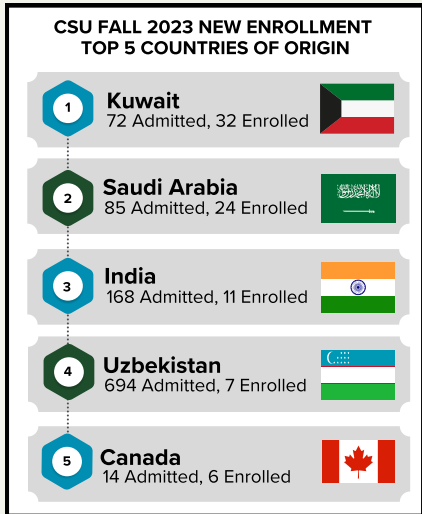 CSU FALL 2023 NEW ENROLLMENT
TOP 5 COUNTRIES OF ORIGIN
1
Kuwait
72 Admitted, 32 Enrolled
2
Saudi Arabia
85 Admitted, 24 Enrolled
3
India
168 Admitted, 11 Enrolled
4
Uzbekistan
694 Admitted, 7 Enrolled
5
Canada
14 Admitted, 6 Enrolled